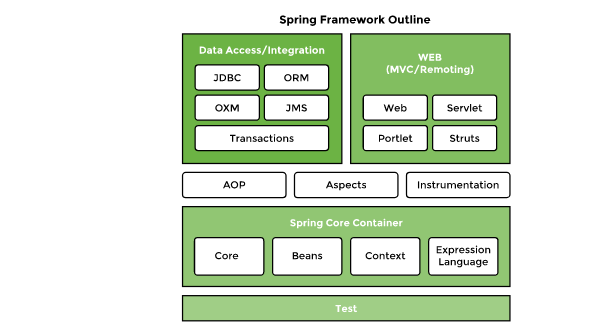 Spring Framework Outline
Data Access/Integration
JDBC
ORM
OXM
JMS
Transactions
WEB
(MVC/Remoting)
Web
Servlet
Portlet
Struts
AOP
Aspects
Instrumentation
Spring Core Container
Core
Beans
Context
Expression
Language
Test